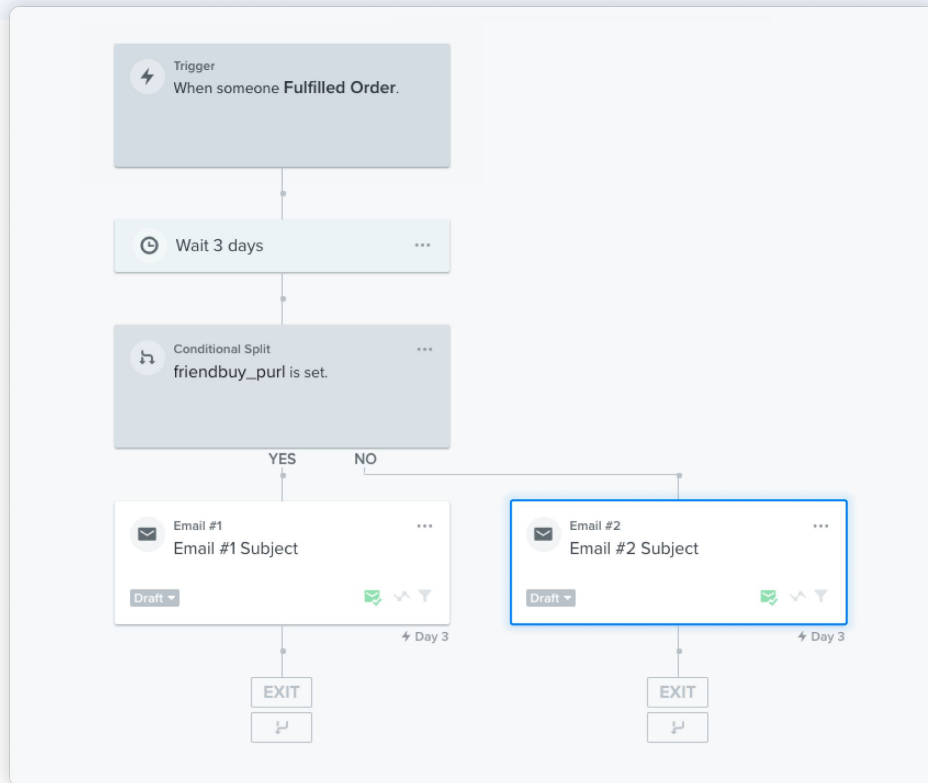 Trigger
When someone Fulfilled Order.
Wait 3 days
Conditional Split
friendbuy_purl is set.
YES
NO
Email #1
Email #1 Subject
Draft
Day 3
EXIT
Email #2
Email #2 Subject
Draft
Day 3
EXIT